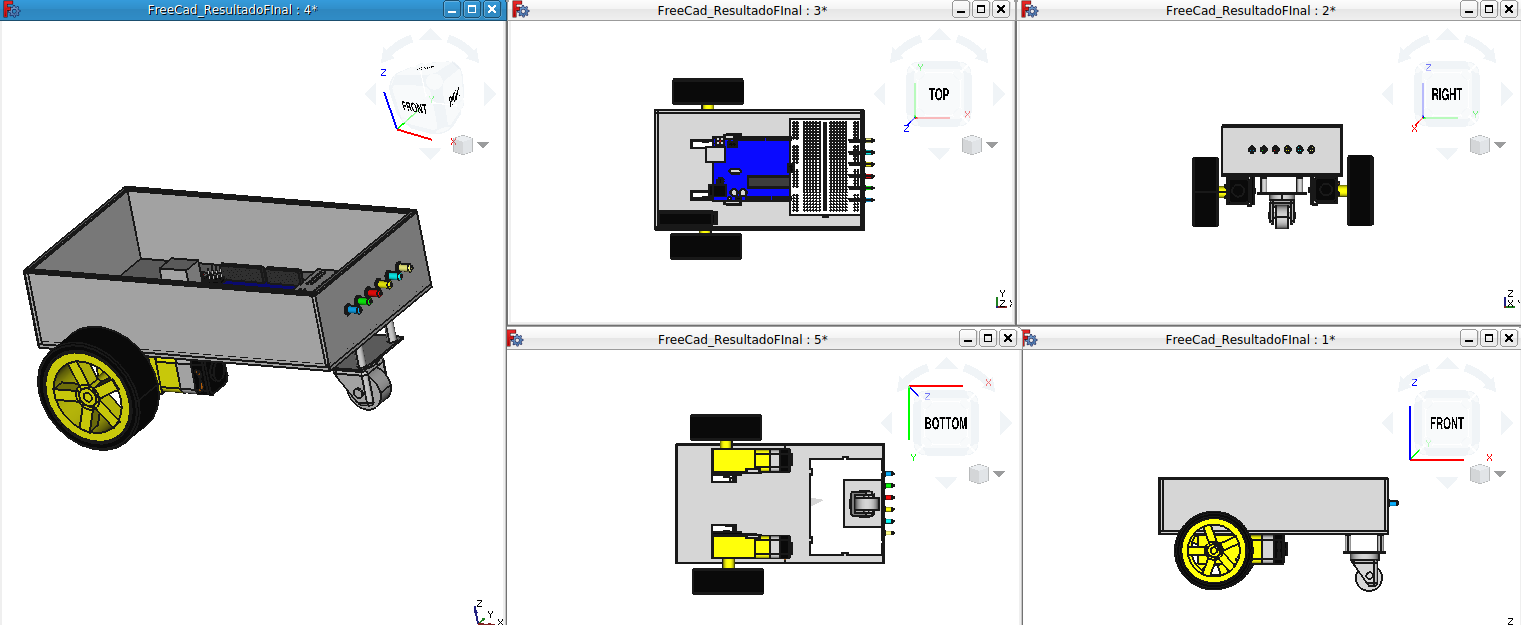 FreeCad_ResultadoFInal : 4*
FreeCad_ResultadoFInal : 3*
FreeCad_ResultadoFInal : 2*
Z
FRONT
X
Y
TOP
X
Z
Z
RIGHT
Y
X
Y
Z
X
Z
X
Y
FreeCad_ResultadoFInal : 5*
FreeCad_ResultadoFInal : 1*
X
Z
BOTTOM
Y
Z
FRONT
Y
X
Z
Y
X
Z